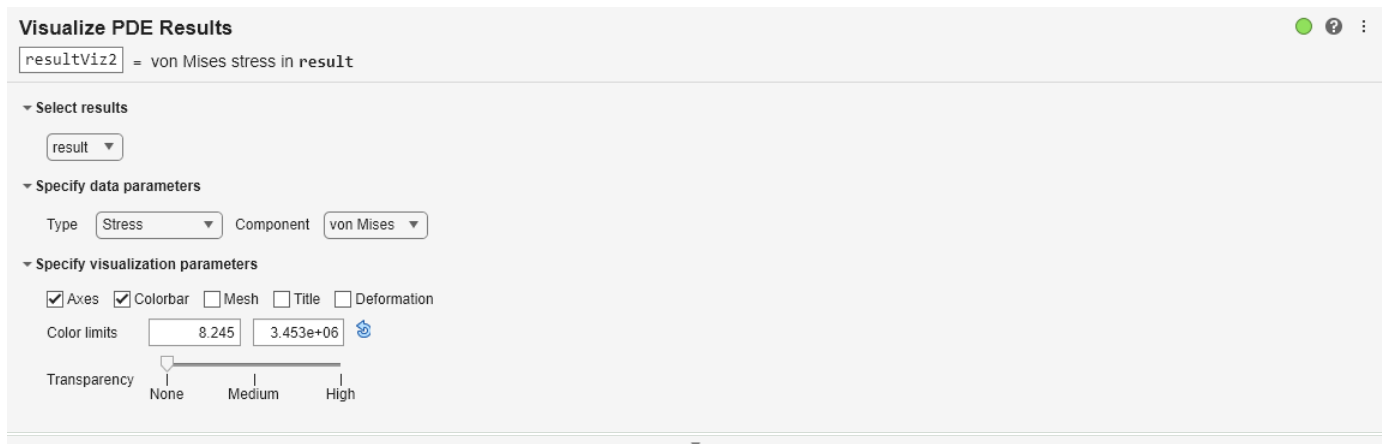 Visualize PDE Results
resultViz2 = von Mises stress in result
Select results
result
Specify data parameters
Type Stress Component von Mises
Specify visualization parameters
Axes Colorbar Mesh Title Deformation
Color limits 8.245 3.453e+06
Transparency
None Medium High